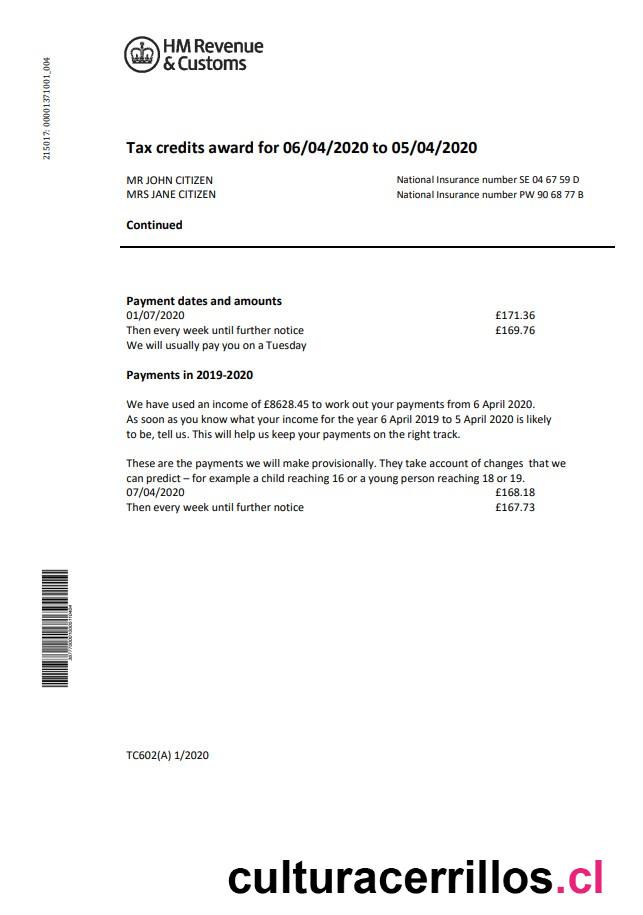 HM Revenue
& Customs
215017: 00001371001_004
Tax credits award for 06/04/2020 to 05/04/2020
MR JOHN CITIZEN National Insurance number SE 04 67 59 D
MRS JANE CITIZEN National Insurance number PW 90 68 77 B
Continued
Payment dates and amounts
01/07/2020 £171.36
Then every week until further notice £169.76
We will usually pay you on a Tuesday
Payments in 2019-2020
We have used an income of £8628.45 to work out your payments from 6 April 2020.
As soon as you know what your income for the year 6 April 2019 to 5 April 2020 is likely
to be, tell us. This will help us keep your payments on the right track.
These are the payments we will make provisionally. They take account of changes that we
can predict – for example a child reaching 16 or a young person reaching 18 or 19.
07/04/2020 £168.18
Then every week until further notice £167.73
TC602(A) 1/2020
culturacerrillos.cl